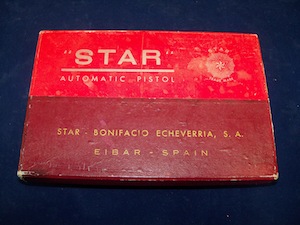 "STAR"
AUTOMATIC PISTOL
STAR - BONIFACIO ECHEVERRIA, S. A.
EIBAR - SPAIN